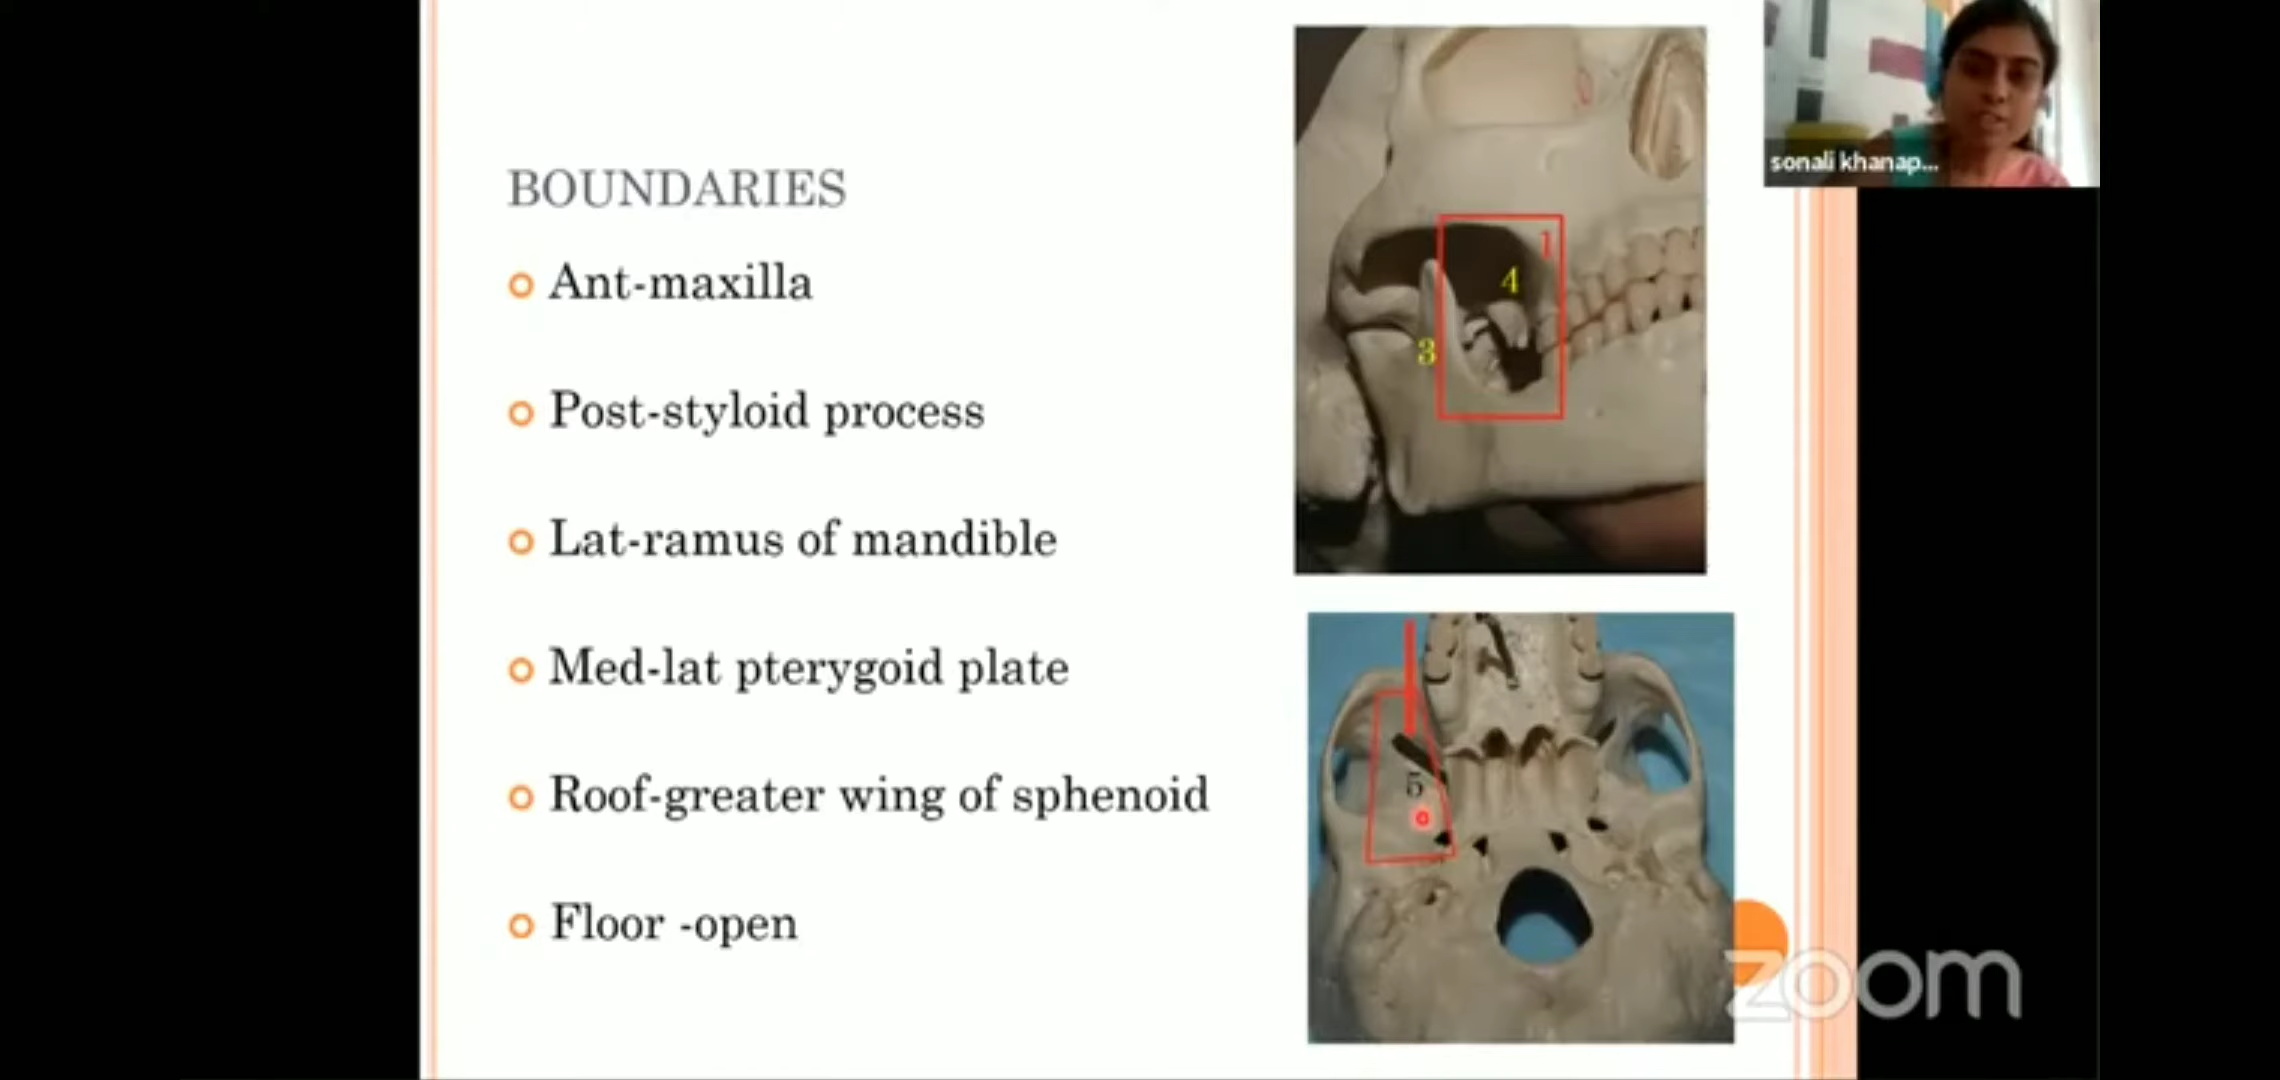 BOUNDARIES
Ant-maxilla
Post-styloid process
Lat-ramus of mandible
Med-lat pterygoid plate
Roof-greater wing of sphenoid
Floor -open
1
4
3
5
sonali khanap...
zoom